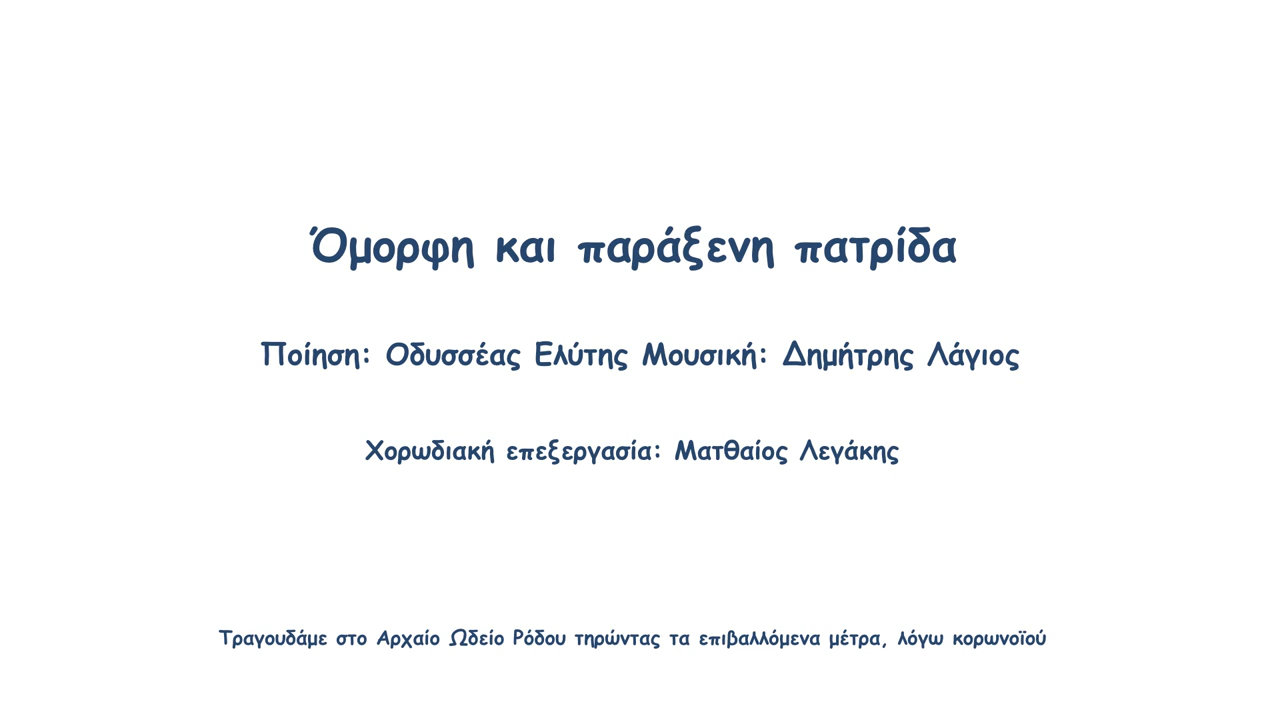 Όμορφη και παράξενη πατρίδα
Ποίηση: Οδυσσέας Ελύτης Μουσική: Δημήτρης Λάγιος
Χορωδιακή επεξεργασία: Ματθαίος Λεγάκης
Τραγουδάμε στο Αρχαίο Ωδείο Ρόδου τηρώντας τα επιβαλλόμενα μέτρα, λόγω κορωνοϊού